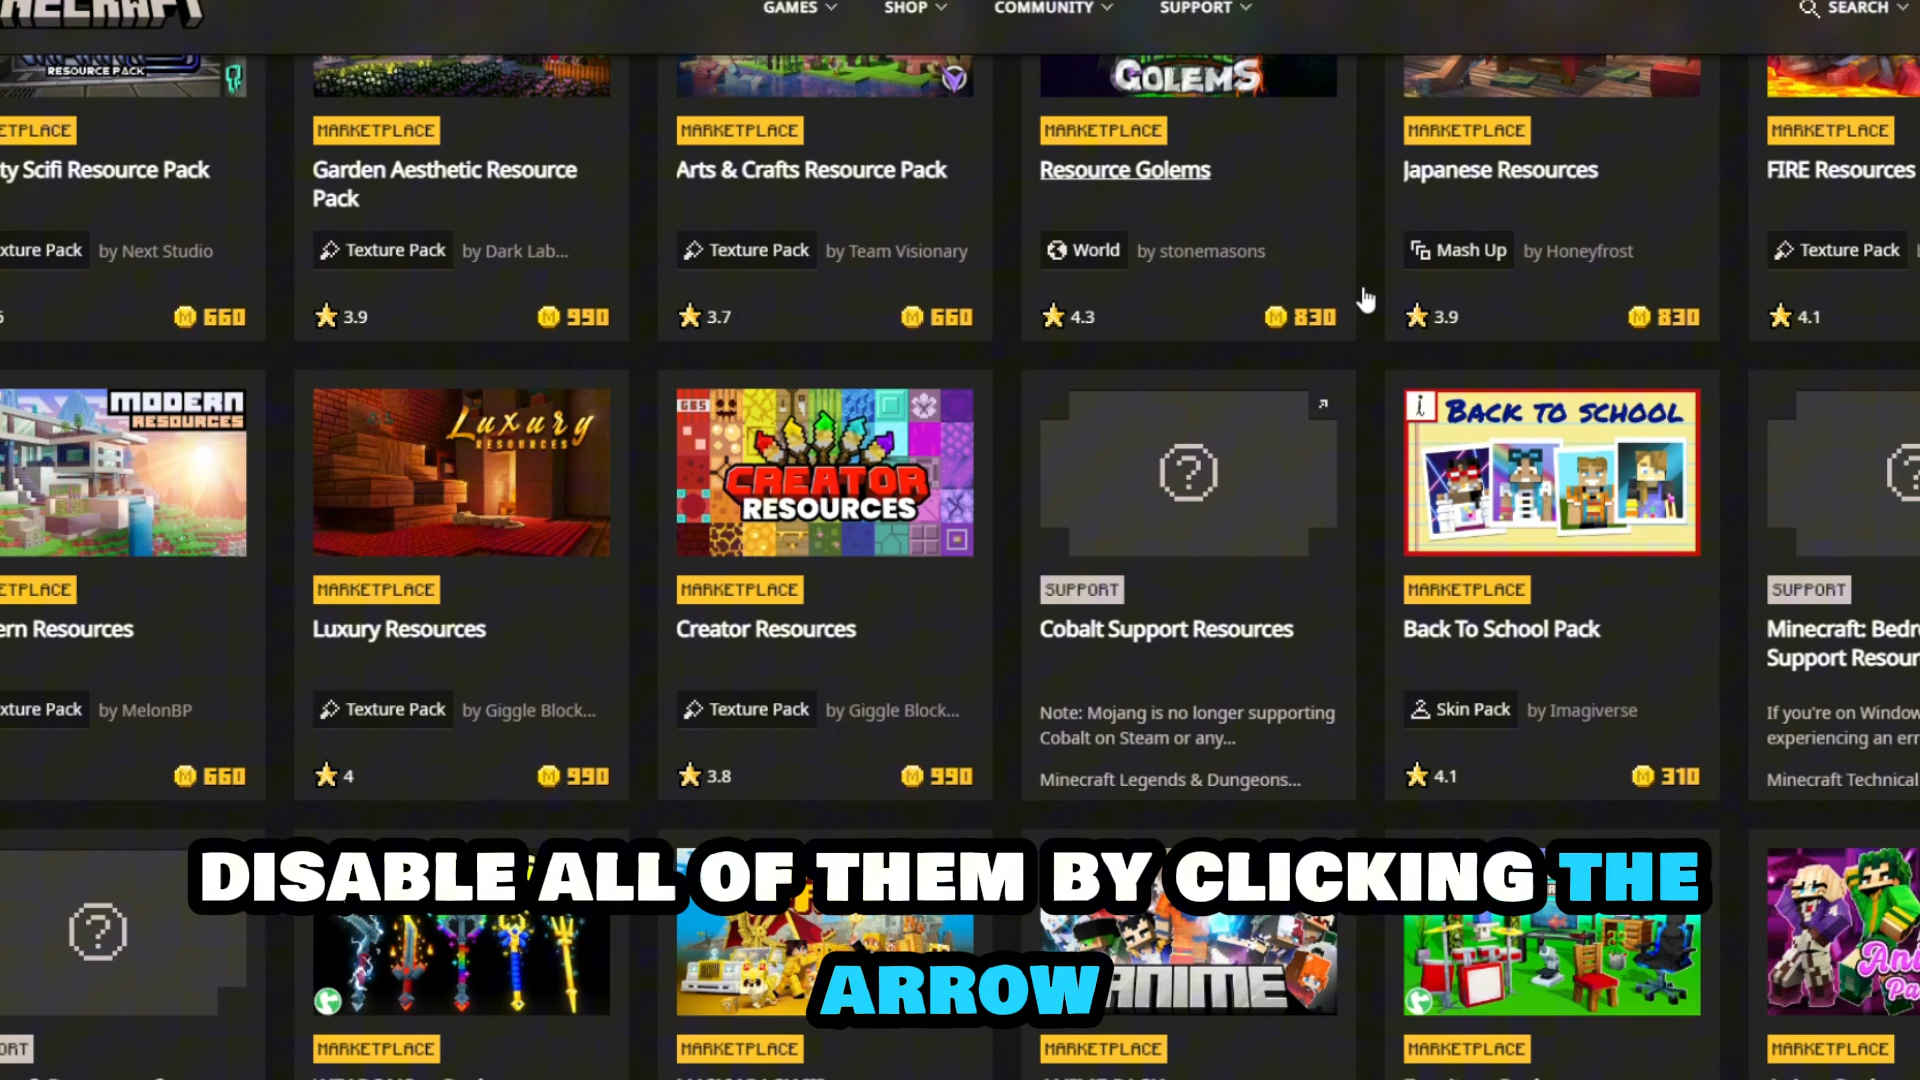 GAMES SHOP COMMUNITY SUPPORT SEARCH
RESOURCE PACK
GOLEMS
MARKETPLACE MARKETPLACE MARKETPLACE MARKETPLACE MARKETPLACE
ty Scifi Resource Pack
Garden Aesthetic Resource
Pack
Arts & Crafts Resource Pack
Resource Golems
Japanese Resources
FIRE Resources
by Next Studio
Texture Pack by Dark Lab...
Texture Pack by Team Visionary
World by stonemasons
Mash Up by Honeyfrost
Texture Pack
660
3.9 990
3.7 660
4.3 830
3.9 830
4.1
MODERN
RESOURCES
Luxury
RESOURCES
GBS
CREATOR
RESOURCES
i BACK TO SCHOOL
MARKETPLACE MARKETPLACE SUPPORT MARKETPLACE SUPPORT
ern Resources
Luxury Resources
Creator Resources
Cobalt Support Resources
Back To School Pack
Minecraft: Bedr
Support Resour
xture Pack by MelonBP
Texture Pack by Giggle Block...
Texture Pack by Giggle Block...
Note: Mojang is no longer supporting
Cobalt on Steam or any...
Minecraft Legends & Dungeons...
Skin Pack by Imagiverse
If you're on Window
experiencing an err
Minecraft Technical
660
4 990
3.8 990
4.1 310
DISABLE ALL OF THEM BY CLICKING THE
ARROW
ANIME
MARKETPLACE MARKETPLACE MARKETPLACE MARKETPLACE MARKETPLACE